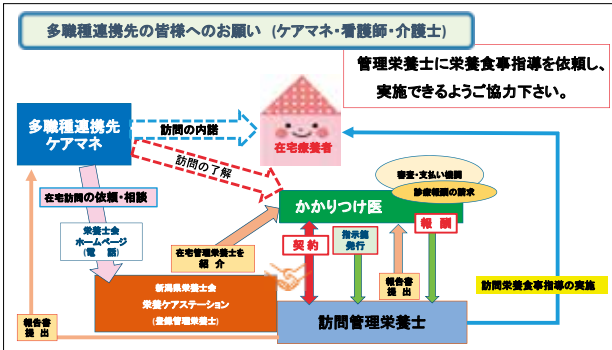 多職種連携先の皆様へのお願い (ケアマネ・看護師・介護士)
管理栄養士に栄養食事指導を依頼し、
実施できるようご協力下さい。
多職種連携先
ケアマネ
訪問の内諾
在宅療養者
訪問の了解
審査・支払い機関
診療報酬の請求
在宅訪問の依頼・相談
かかりつけ医
栄養士会
ホームページ
(電 話)
在宅管理栄養士を
紹 介
契約
指示箋
発行
報告書
提 出
報 酬
新潟県栄養士会
栄養ケアステーション
(登録管理栄養士)
訪問管理栄養士
訪問栄養食事指導の実施
報告書
提 出